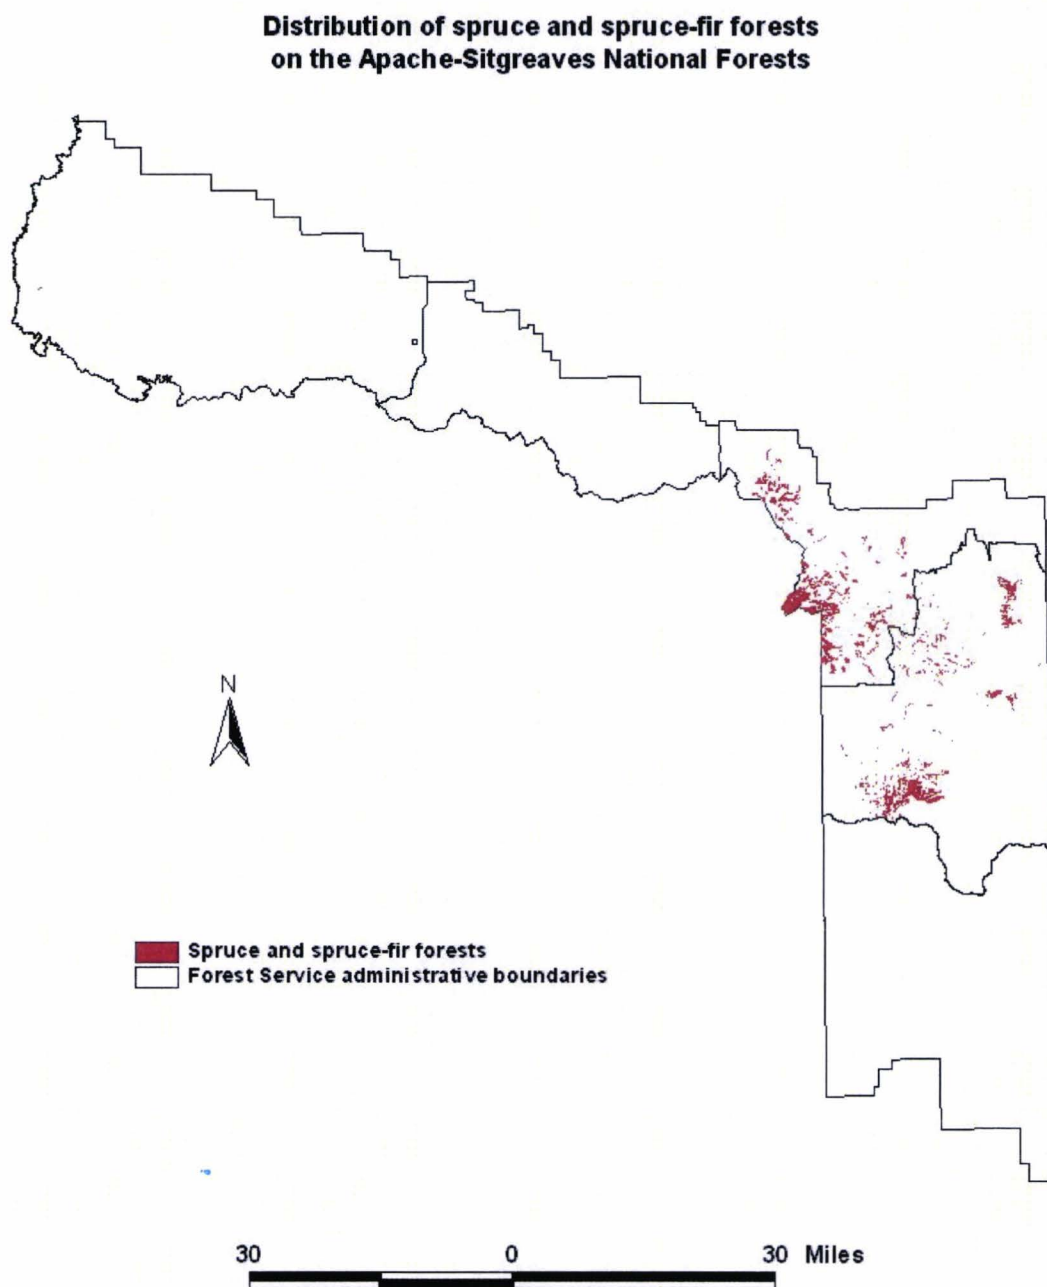 Distribution of spruce and spruce-fir forests
on the Apache-Sitgreaves National Forests
N
Spruce and spruce-fir forests
Forest Service administrative boundaries
30 0 30 Miles